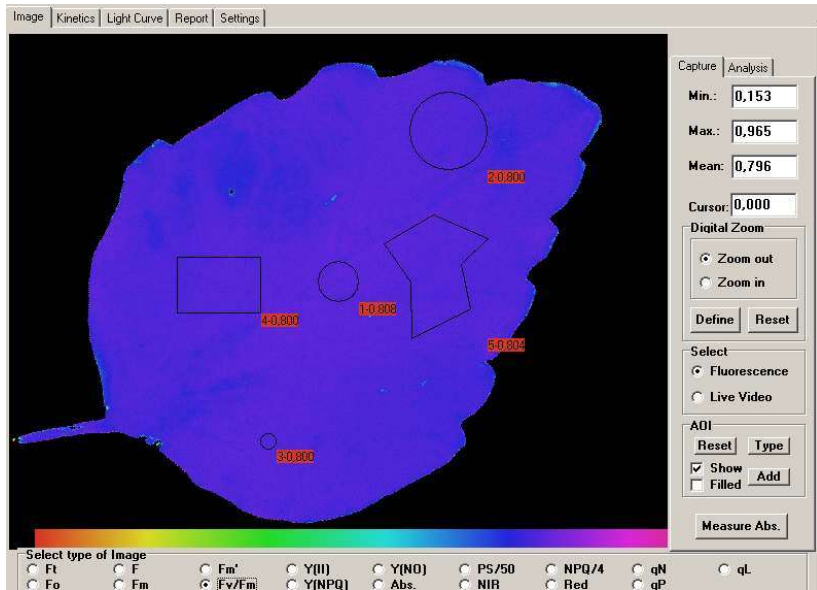 Image Kinetics Light Curve Report Settings
Capture Analysis
Min.: 0,153
Max.: 0,965
Mean: 0,796
Cursor: 0,000
Digital Zoom
Zoom out
Zoom in
Define Reset
Select
Fluorescence
Live Video
AOI
Reset Type
Show
Filled
Add
Measure Abs.
2-0,800
1-0,808
4-0,800
5-0,804
3-0,800
Select type of Image
Ft F Fm' Y(II) Y(NO) PS/50 NPQ/4 qN qL
Fo Fm Fv/Fm Y(NPQ) Abs. NIR Red qP